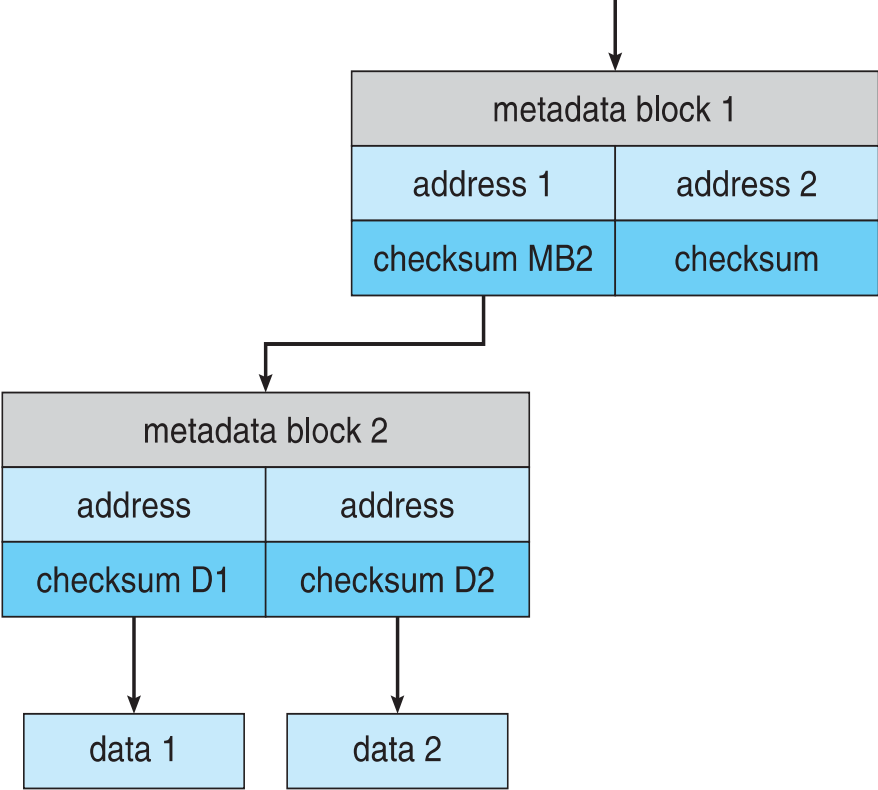 metadata block 1
address 1 address 2
checksum MB2 checksum
metadata block 2
address address
checksum D1 checksum D2
data 1 data 2